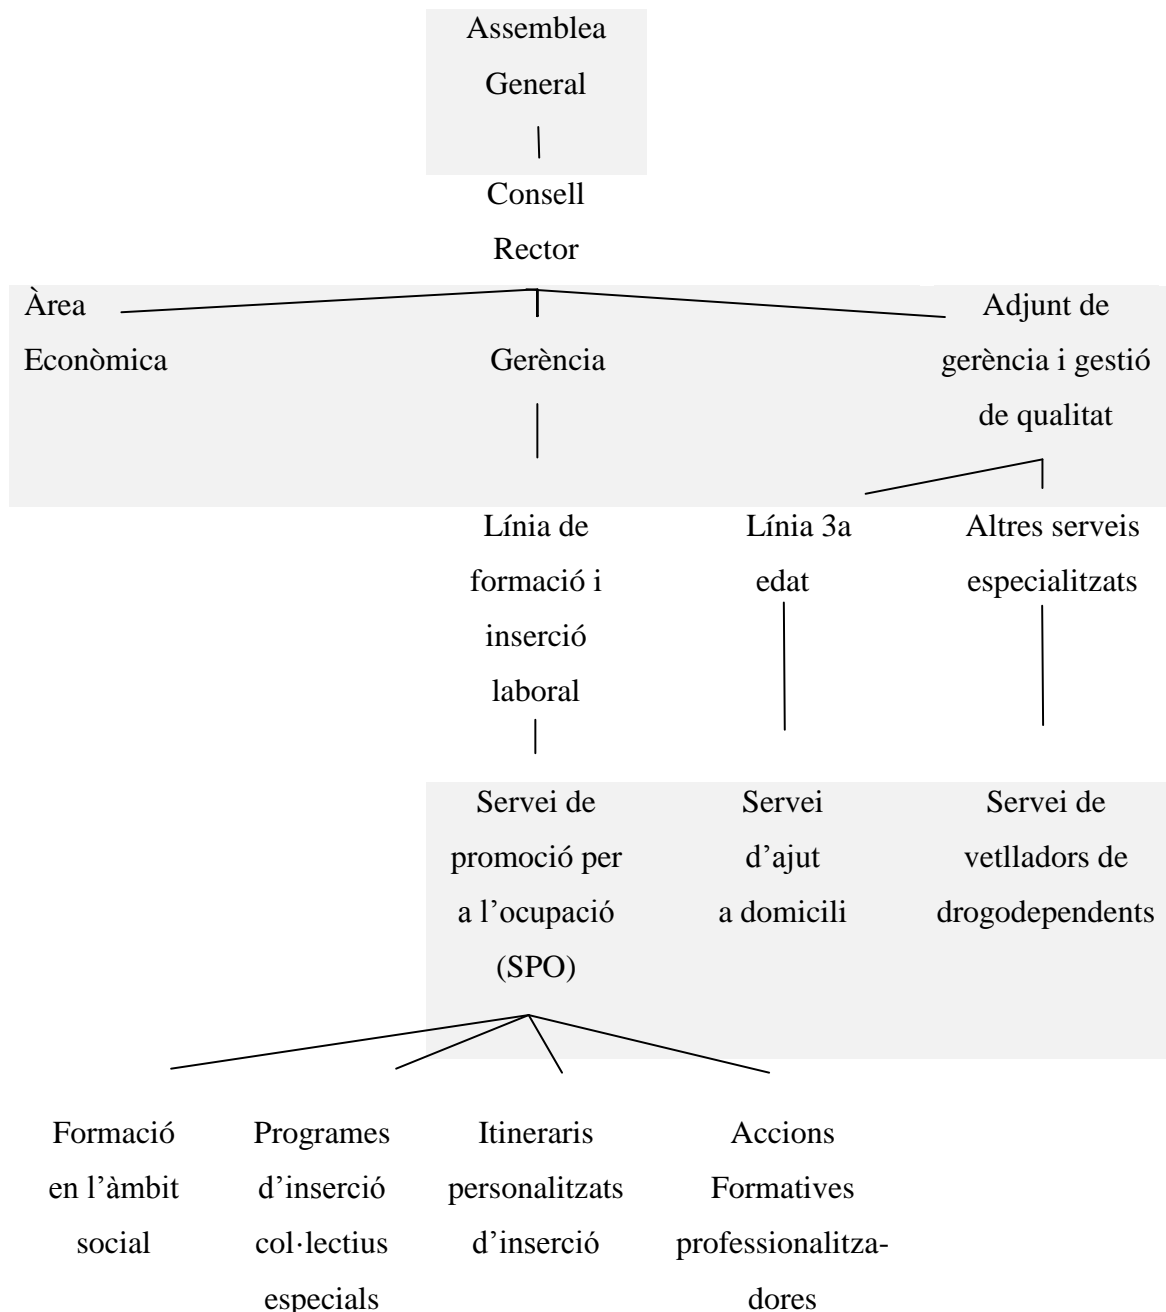 Assemblea
General
Consell
Rector
Àrea
Econòmica
Gerència
Adjunt de
gerència i gestió
de qualitat
Línia de
formació i
inserció
laboral
Línia 3a
edat
Altres serveis
especialitzats
Servei de
promoció per
a l’ocupació
(SPO)
Servei
d’ajut
a domicili
Servei de
vetlladors de
drogodependents
Formació
en l’àmbit
social
Programes
d’inserció
col·lectius
especials
Itineraris
personalitzats
d’inserció
Accions
Formatives
professionalitza-
dores